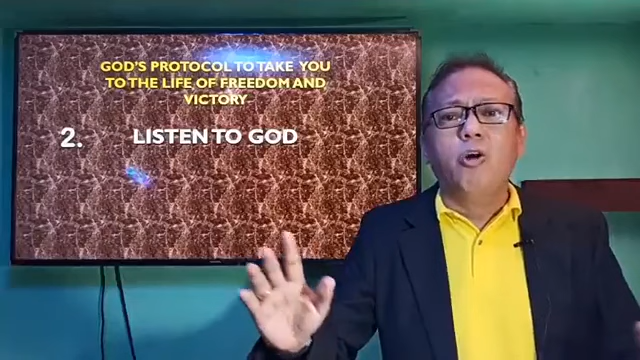 GOD'S PROTOCOL TO TAKE YOU
TO THE LIFE OF FREEDOM AND
VICTORY
2. LISTEN TO GOD